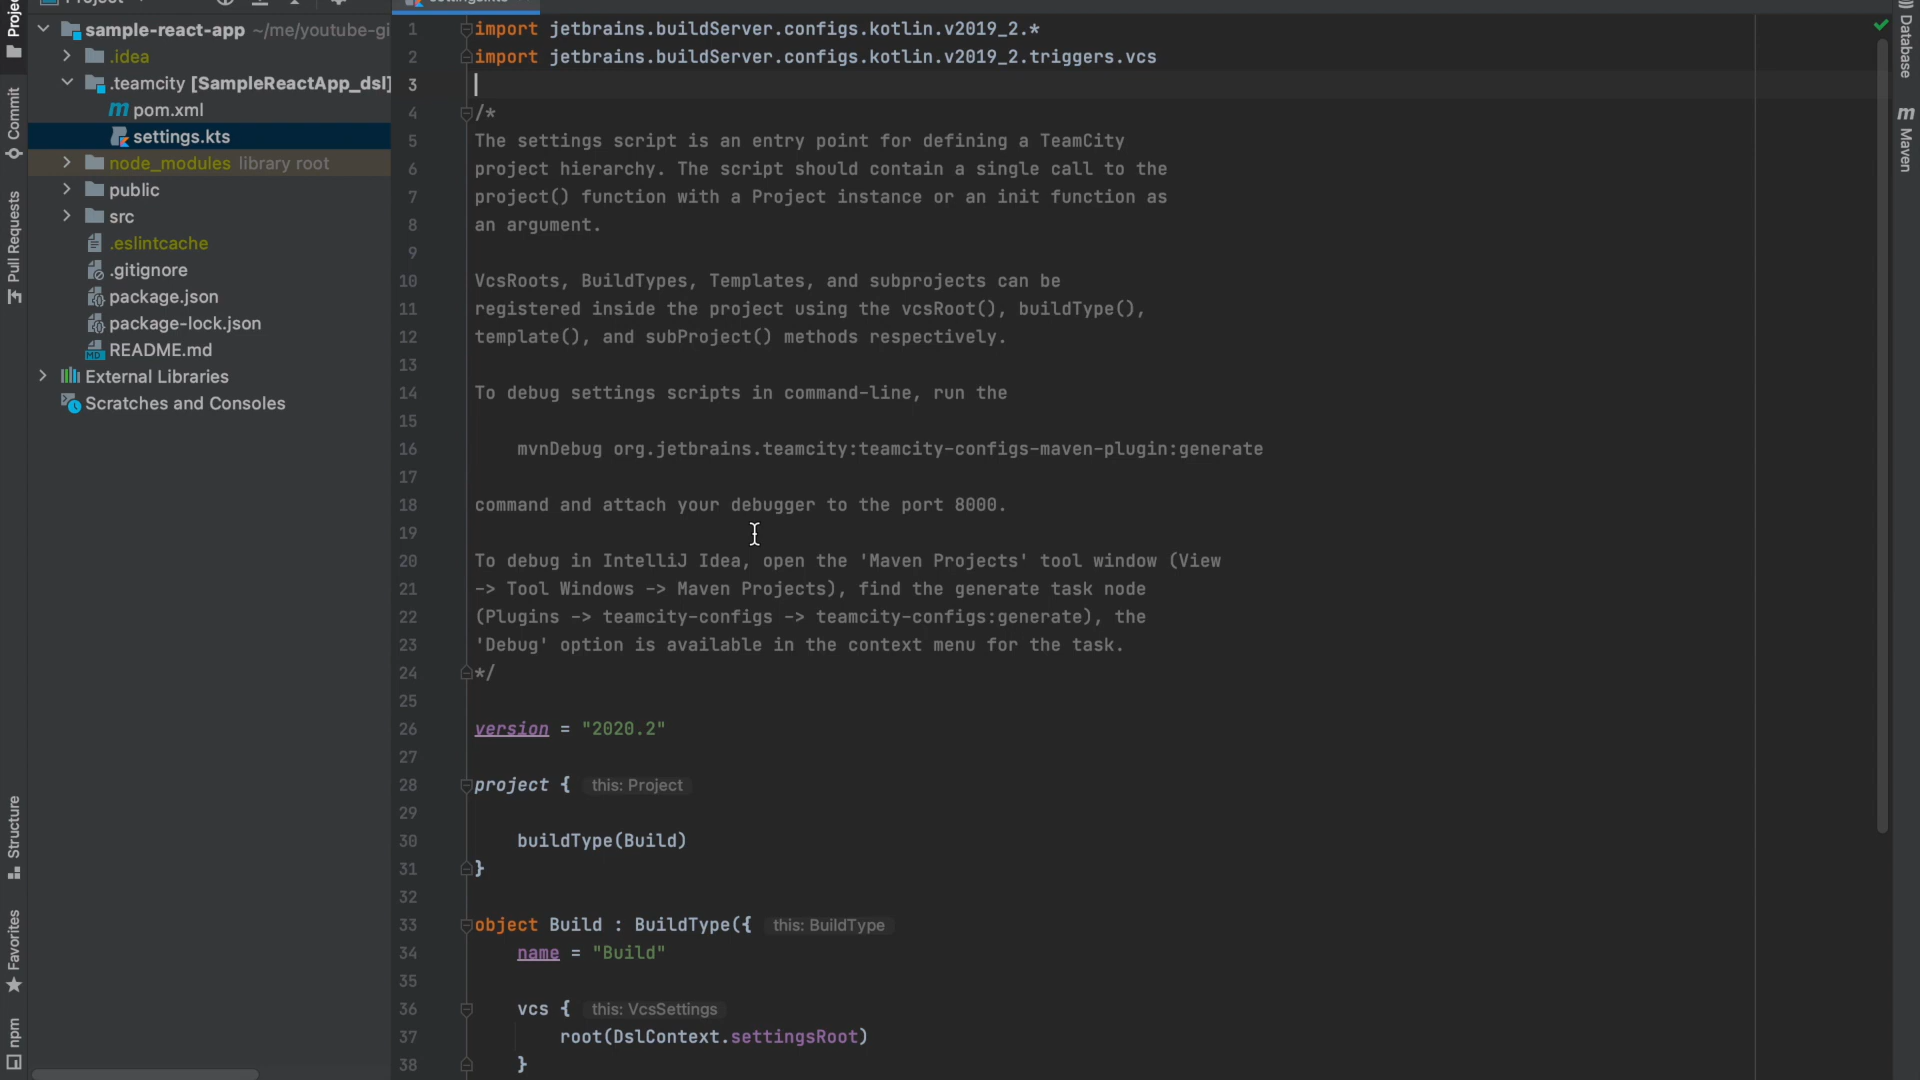 Project
sample-react-app ~/me/youtube-gi
.idea
.teamcity [SampleReactApp_dsl]
pom.xml
settings.kts
node_modules library root
public
src
.eslintcache
.gitignore
package.json
package-lock.json
README.md
External Libraries
Scratches and Consoles
Commit
Pull Requests
Structure
Favorites
npm
settings.kts
1 import jetbrains.buildServer.configs.kotlin.v2019_2.*
2 import jetbrains.buildServer.configs.kotlin.v2019_2.triggers.vcs
3
4 /*
5 The settings script is an entry point for defining a TeamCity
6 project hierarchy. The script should contain a single call to the
7 project() function with a Project instance or an init function as
8 an argument.
9
10 VcsRoots, BuildTypes, Templates, and subprojects can be
11 registered inside the project using the vcsRoot(), buildType(),
12 template(), and subProject() methods respectively.
13
14 To debug settings scripts in command-line, run the
15
16 mvnDebug org.jetbrains.teamcity:teamcity-configs-maven-plugin:generate
17
18 command and attach your debugger to the port 8000.
19
20 To debug in IntelliJ Idea, open the 'Maven Projects' tool window (View
21 -> Tool Windows -> Maven Projects), find the generate task node
22 (Plugins -> teamcity-configs -> teamcity-configs:generate), the
23 'Debug' option is available in the context menu for the task.
24 */
25
26 version = "2020.2"
27
28 project { this: Project
29
30 buildType(Build)
31 }
32
33 object Build : BuildType({ this: BuildType
34 name = "Build"
35
36 vcs { this: VcsSettings
37 root(DslContext.settingsRoot)
38 }
Database
Maven